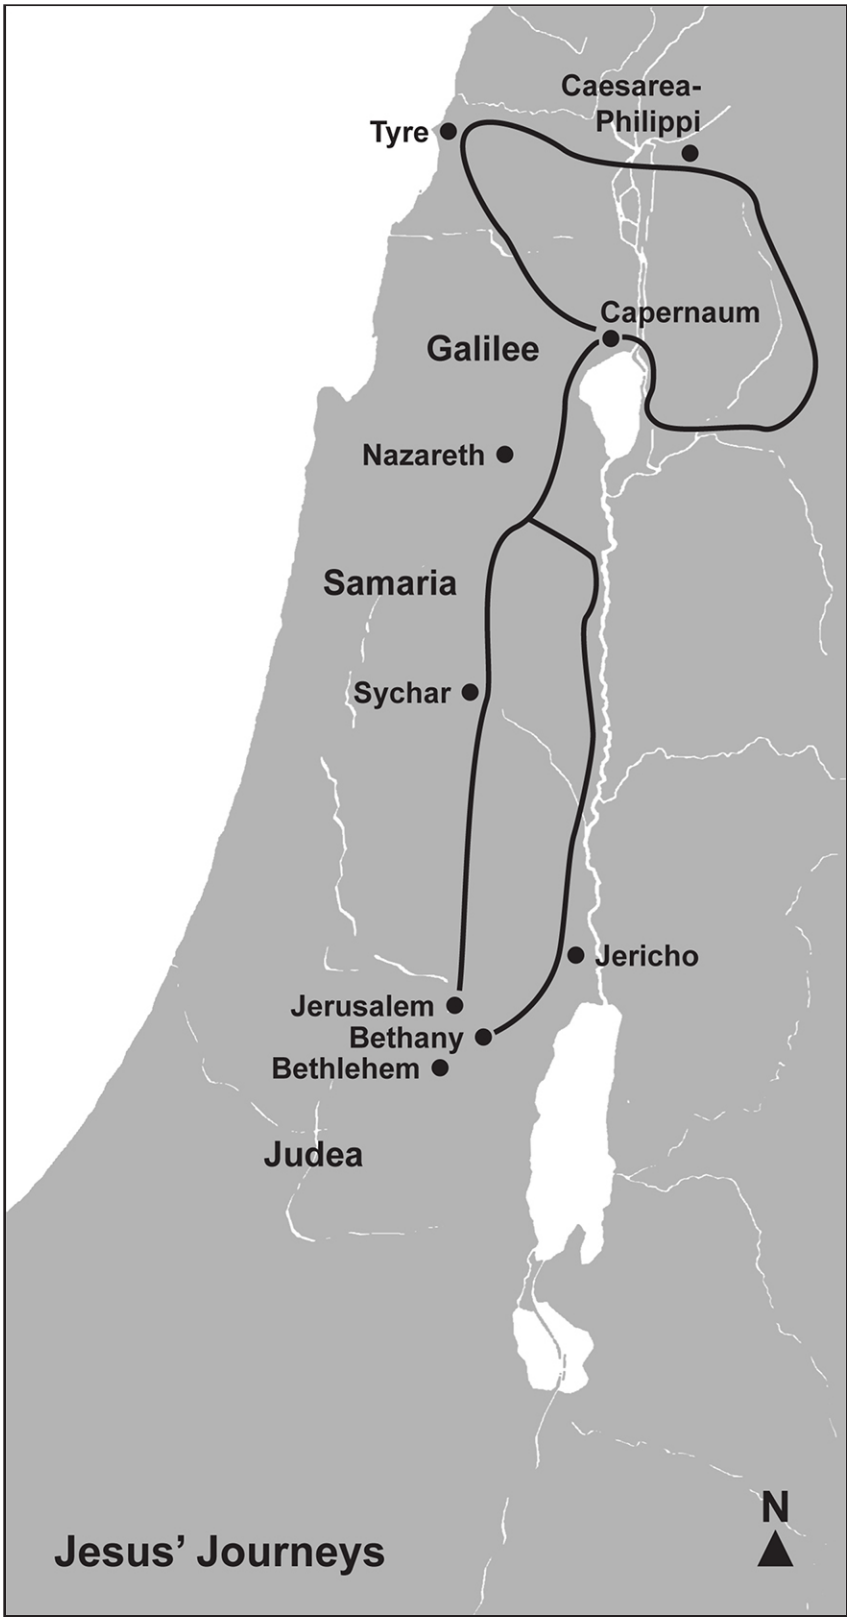 Caesarea-
Philippi
Tyre
Capernaum
Galilee
Nazareth
Samaria
Sychar
Jericho
Jerusalem
Bethany
Bethlehem
Judea
N
Jesus’ Journeys